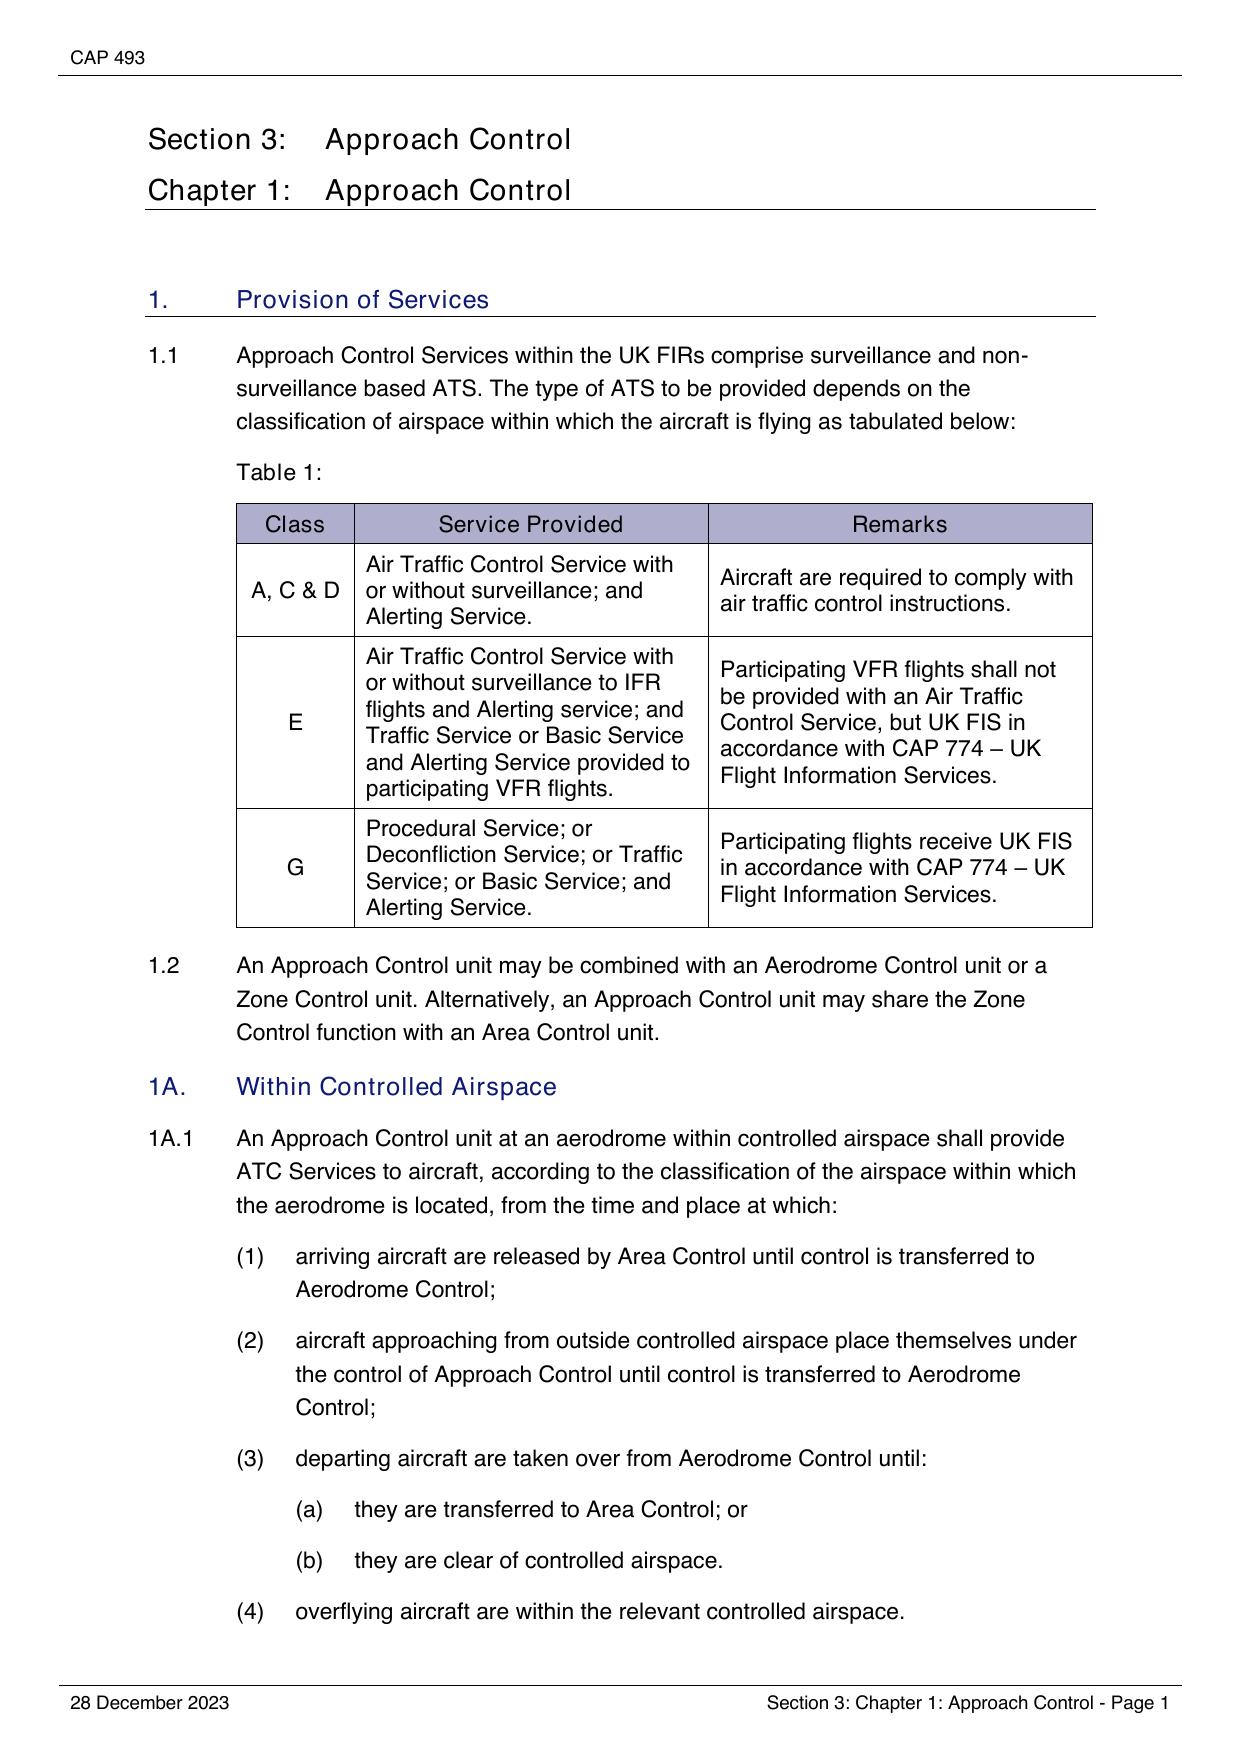 CAP 493
Section 3: Approach Control
Chapter 1: Approach Control
1. Provision of Services
1.1 Approach Control Services within the UK FIRs comprise surveillance and non-
surveillance based ATS. The type of ATS to be provided depends on the
classification of airspace within which the aircraft is flying as tabulated below:
Table 1:
Class Service Provided Remarks
A, C & D
Air Traffic Control Service with
or without surveillance; and
Alerting Service.
Aircraft are required to comply with
air traffic control instructions.
E
Air Traffic Control Service with
or without surveillance to IFR
flights and Alerting service; and
Traffic Service or Basic Service
and Alerting Service provided to
participating VFR flights.
Participating VFR flights shall not
be provided with an Air Traffic
Control Service, but UK FIS in
accordance with CAP 774 – UK
Flight Information Services.
G
Procedural Service; or
Deconfliction Service; or Traffic
Service; or Basic Service; and
Alerting Service.
Participating flights receive UK FIS
in accordance with CAP 774 – UK
Flight Information Services.
1.2 An Approach Control unit may be combined with an Aerodrome Control unit or a
Zone Control unit. Alternatively, an Approach Control unit may share the Zone
Control function with an Area Control unit.
1A. Within Controlled Airspace
1A.1 An Approach Control unit at an aerodrome within controlled airspace shall provide
ATC Services to aircraft, according to the classification of the airspace within which
the aerodrome is located, from the time and place at which:
(1) arriving aircraft are released by Area Control until control is transferred to
Aerodrome Control;
(2) aircraft approaching from outside controlled airspace place themselves under
the control of Approach Control until control is transferred to Aerodrome
Control;
(3) departing aircraft are taken over from Aerodrome Control until:
(a) they are transferred to Area Control; or
(b) they are clear of controlled airspace.
(4) overflying aircraft are within the relevant controlled airspace.
28 December 2023 Section 3: Chapter 1: Approach Control - Page 1